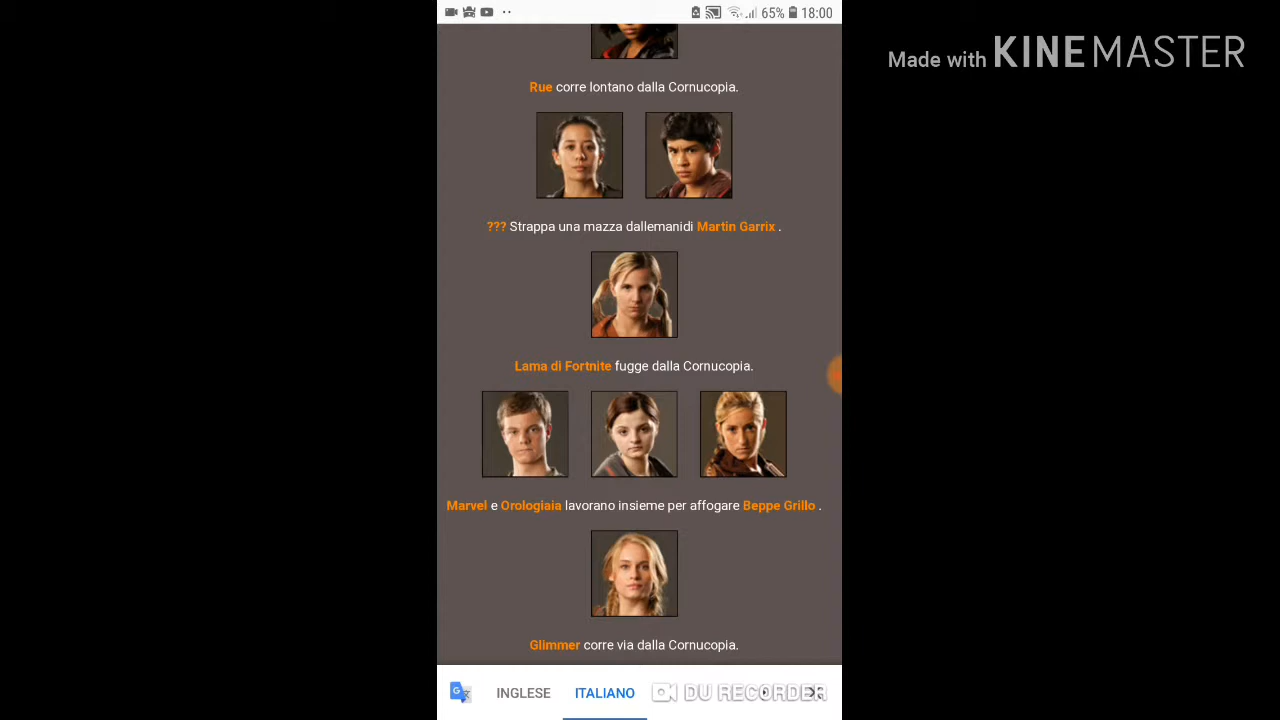 65% 18:00
Made with KINEMASTER
Rue corre lontano dalla Cornucopia.
??? Strappa una mazza dallemanidi Martin Garrix .
Lama di Fortnite fugge dalla Cornucopia.
Marvel e Orologiaia lavorano insieme per affogare Beppe Grillo .
Glimmer corre via dalla Cornucopia.
INGLESE ITALIANO DU RECORDER